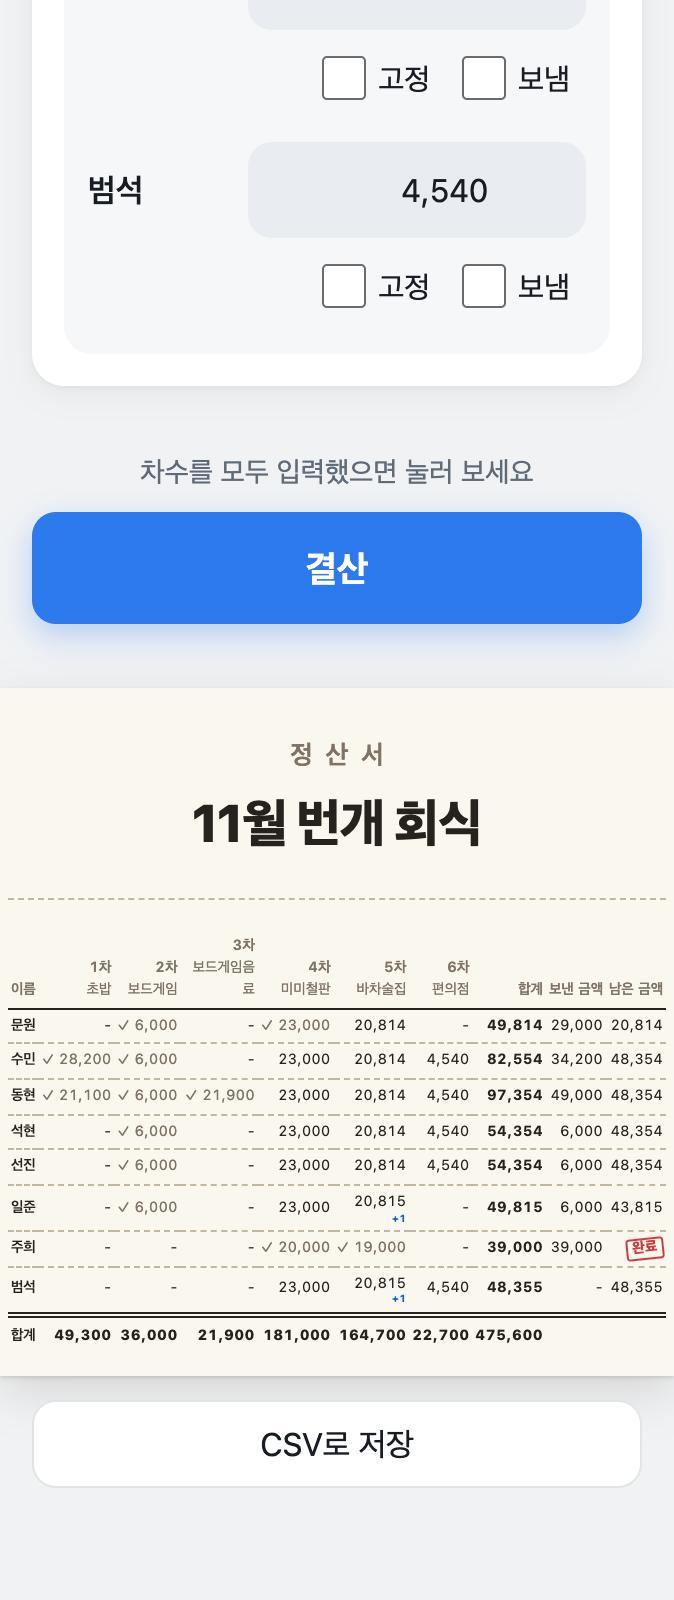 고정 보냄
범석 4,540
고정 보냄
차수를 모두 입력했으면 눌러 보세요
결산
정산서
11월 번개 회식
3차
1차 2차 보드게임음 4차 5차 6차
이름 초밥 보드게임 료 미미철판 바차술집 편의점 합계 보낸 금액 남은 금액
문원 - ✓ 6,000 - ✓ 23,000 20,814 - 49,814 29,000 20,814
수민 ✓ 28,200 ✓ 6,000 - 23,000 20,814 4,540 82,554 34,200 48,354
동현 ✓ 21,100 ✓ 6,000 ✓ 21,900 23,000 20,814 4,540 97,354 49,000 48,354
석현 - ✓ 6,000 - 23,000 20,814 4,540 54,354 6,000 48,354
선진 - ✓ 6,000 - 23,000 20,814 4,540 54,354 6,000 48,354
일준 - ✓ 6,000 - 23,000 20,815 - 49,815 6,000 43,815
+1
주희 - - - ✓ 20,000 ✓ 19,000 - 39,000 39,000 완료
범석 - - - 23,000 20,815 4,540 48,355 - 48,355
+1
합계 49,300 36,000 21,900 181,000 164,700 22,700 475,600
CSV로 저장